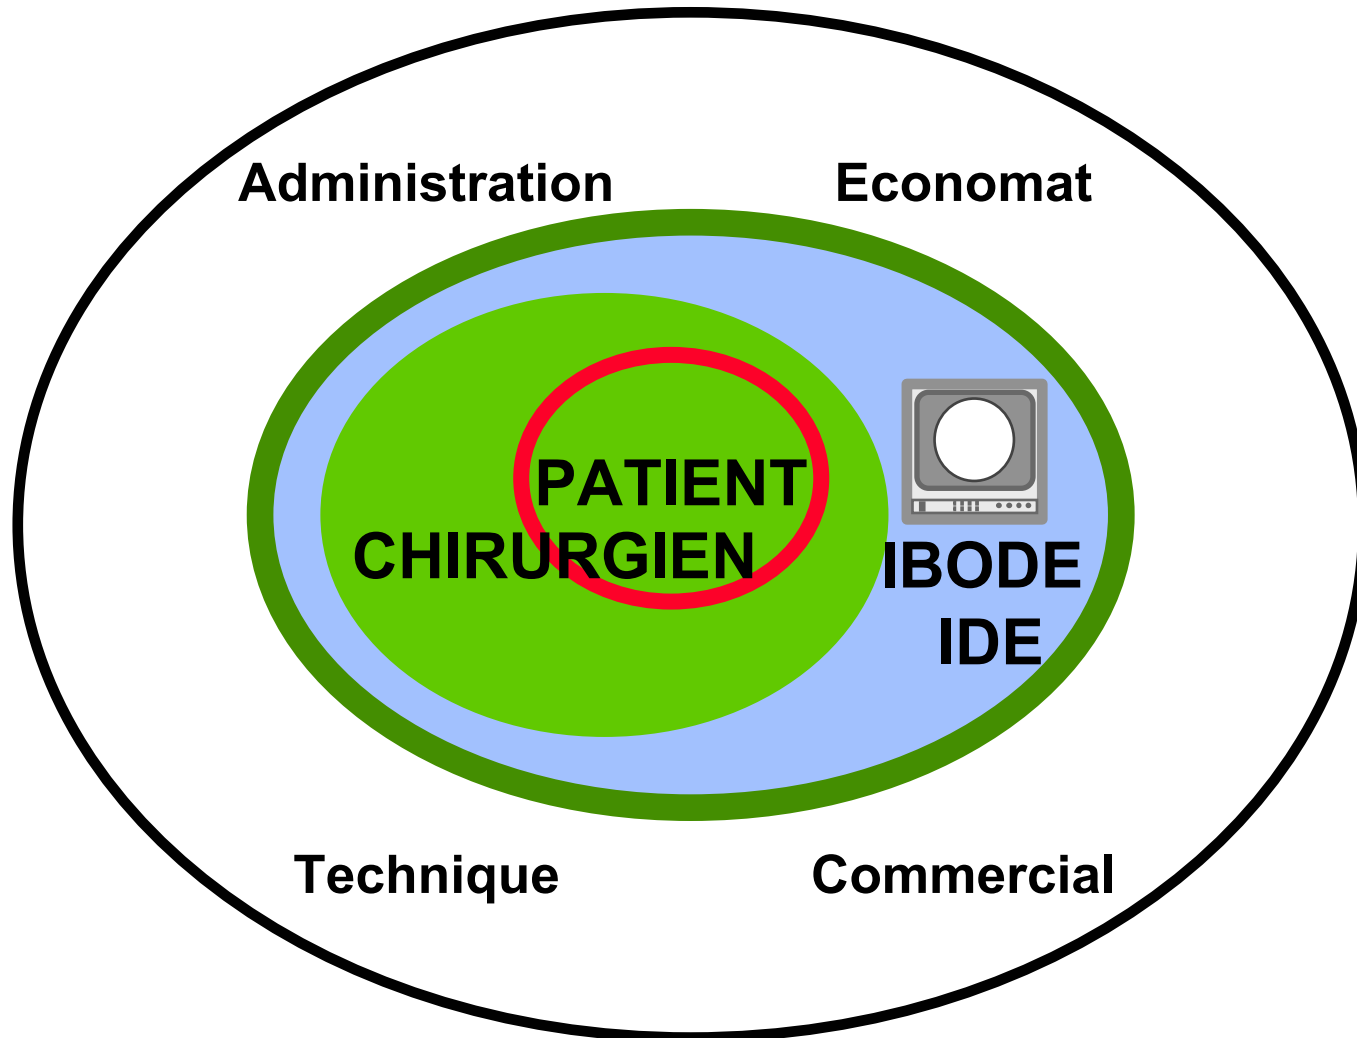 Administration
Economat
PATIENT
CHIRURGIEN
IBODE
IDE
Technique
Commercial